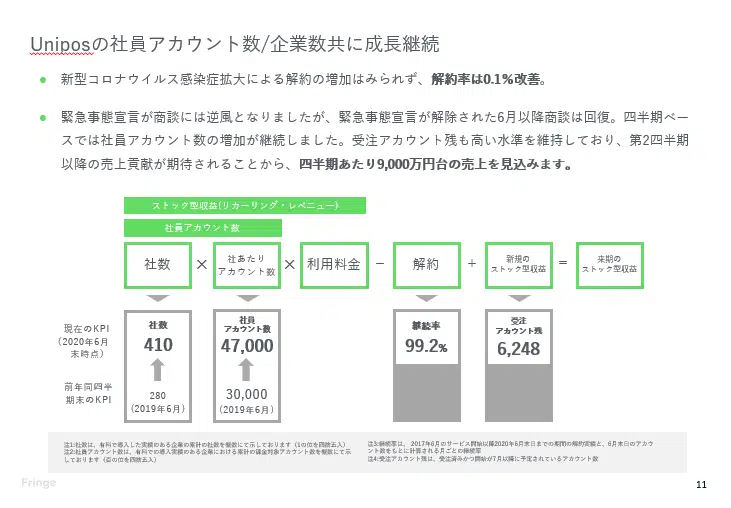 Uniposの社員アカウント数/企業数共に成長継続
● 新型コロナウイルス感染症拡大による解約の増加はみられず、解約率は0.1%改善。
● 緊急事態宣言が商談には逆風となりましたが、緊急事態宣言が解除された6月以降商談は回復。四半期ベー
スでは社員アカウント数の増加が継続しました。受注アカウント残も高い水準を維持しており、第2四半期
以降の売上貢献が期待されることから、四半期あたり9,000万円台の売上を見込みます。
ストック型収益(リカーリング・レベニュー)
社員アカウント数
社数 × 社あたり
アカウント数 × 利用料金 − 解約 + 新規の
ストック型収益 = 来期の
ストック型収益
現在のKPI
(2020年6月
末時点)
社数
410
社員
アカウント数
47,000
継続率
99.2%
受注
アカウント残
6,248
前年同四半
期末のKPI
280
(2019年6月)
30,000
(2019年6月)
注1:社数は、有料で導入した実績のある企業の累計の社数を概数にて示しております(1の位を四捨五入)
注2:社員アカウント数は、有料での導入実績のある企業における累計の課金対象アカウント数を概数にて示
しております(百の位を四捨五入)
注3:継続率は、2017年6月のサービス開始以降2020年6月末日までの期間の解約実績と、6月末日のアカウ
ント数をもとに計算される月ごとの継続率
注4:受注アカウント残は、受注済みかつ開始が7月以降に予定されているアカウント数
Fringe
11